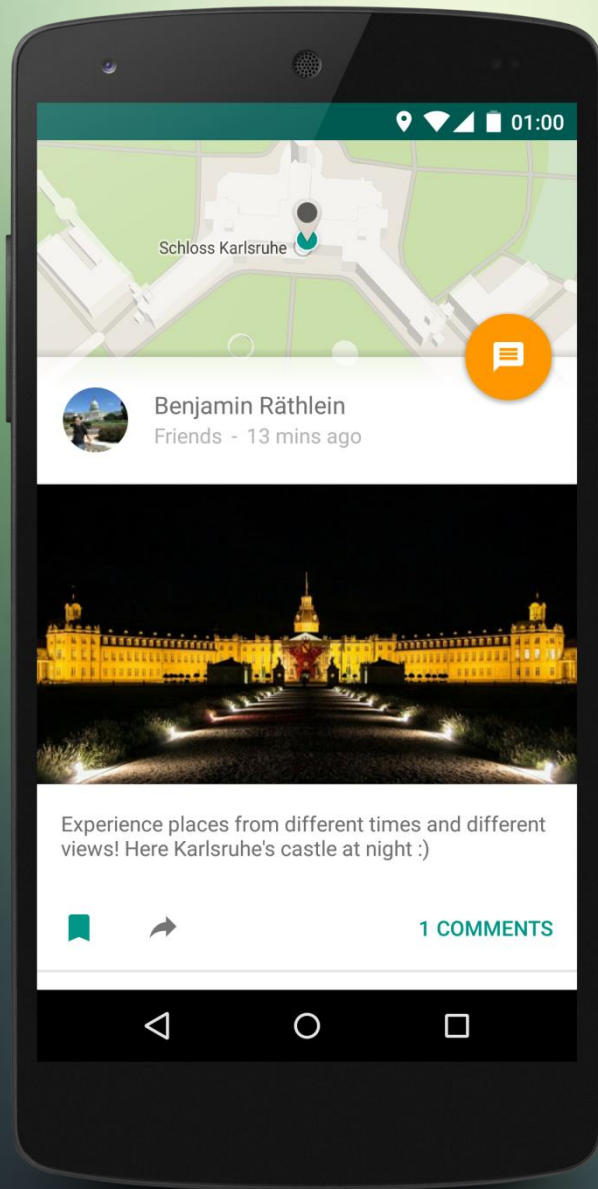 01:00
Schloss Karlsruhe
Benjamin Räthlein
Friends - 13 mins ago
Experience places from different times and different
views! Here Karlsruhe's castle at night :)
1 COMMENTS